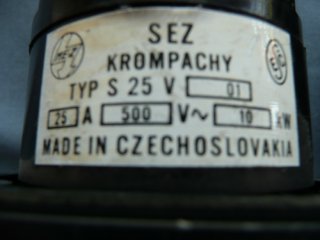 SEZ
KROMPACHY
TYP S 25 V 01
25 A 500 V~ 10 kW
MADE IN CZECHOSLOVAKIA